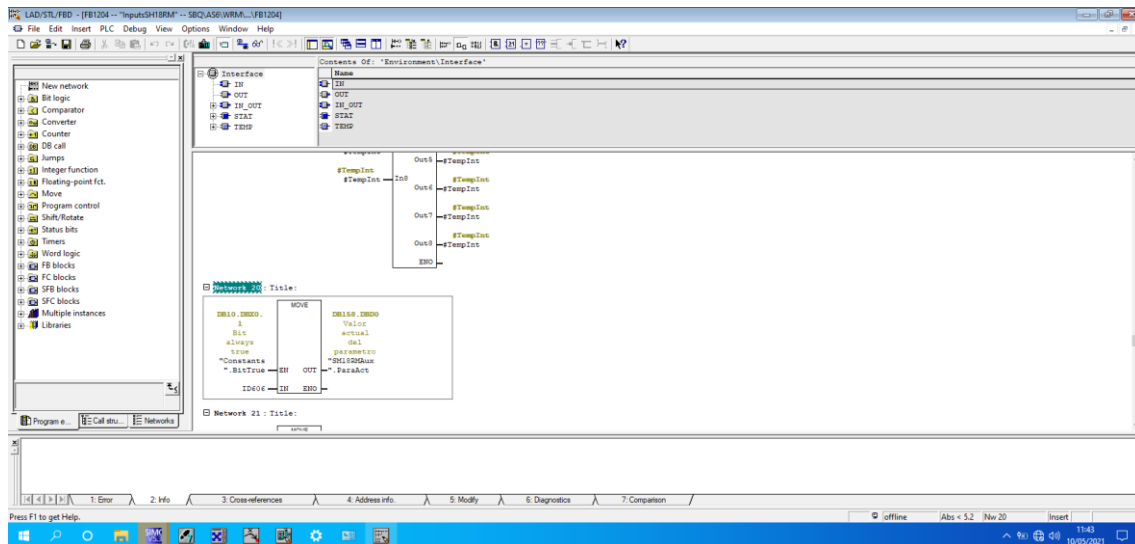 LAD/STL/FBD - [FB1204 -- "InputsSH18RM" -- SBQ\AS6\WRM\...\FB1204]
File Edit Insert PLC Debug View Options Window Help
Contents Of: 'Environment\Interface'
Interface
IN
OUT
IN_OUT
STAT
TEMP
Name
IN
OUT
IN_OUT
STAT
TEMP
New network
Bit logic
Comparator
Converter
Counter
DB call
Jumps
Integer function
Floating-point fct.
Move
Program control
Shift/Rotate
Status bits
Timers
Word logic
FB blocks
FC blocks
SFB blocks
SFC blocks
Multiple instances
Libraries
Program e... Call stru... Networks
Out5 #TempInt
#TempInt
#TempInt In8
#TempInt
Out6 #TempInt
#TempInt
Out7 #TempInt
#TempInt
Out8 #TempInt
ENO
Network 20 : Title:
MOVE
DB10.DBX0.
1
Bit
always
true
"Constants
".BitTrue EN
ID606 IN
DB158.DBD0
Valor
actual
del
parametro
"SM18RMAux
OUT ".ParaAct
ENO
Network 21 : Title:
MOVE
1: Error 2: Info 3: Cross-references 4: Address info. 5: Modify 6: Diagnostics 7: Comparison
Press F1 to get Help.
offline Abs < 5.2 Nw 20 Insert
11:43
10/05/2021